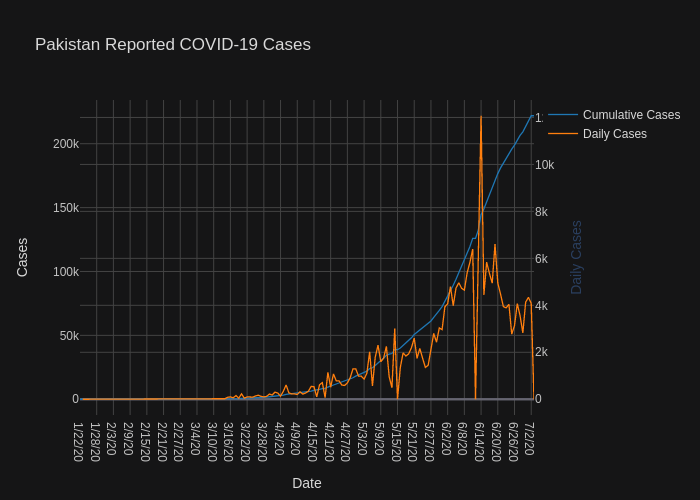 Pakistan Reported COVID-19 Cases
Cumulative Cases
Daily Cases
200k
150k
100k
50k
0
Cases
10k
8k
6k
4k
2k
0
Daily Cases
1/22/20
1/28/20
2/3/20
2/9/20
2/15/20
2/21/20
2/27/20
3/4/20
3/10/20
3/16/20
3/22/20
3/28/20
4/3/20
4/9/20
4/15/20
4/21/20
4/27/20
5/3/20
5/9/20
5/15/20
5/21/20
5/27/20
6/2/20
6/8/20
6/14/20
6/20/20
6/26/20
7/2/20
Date